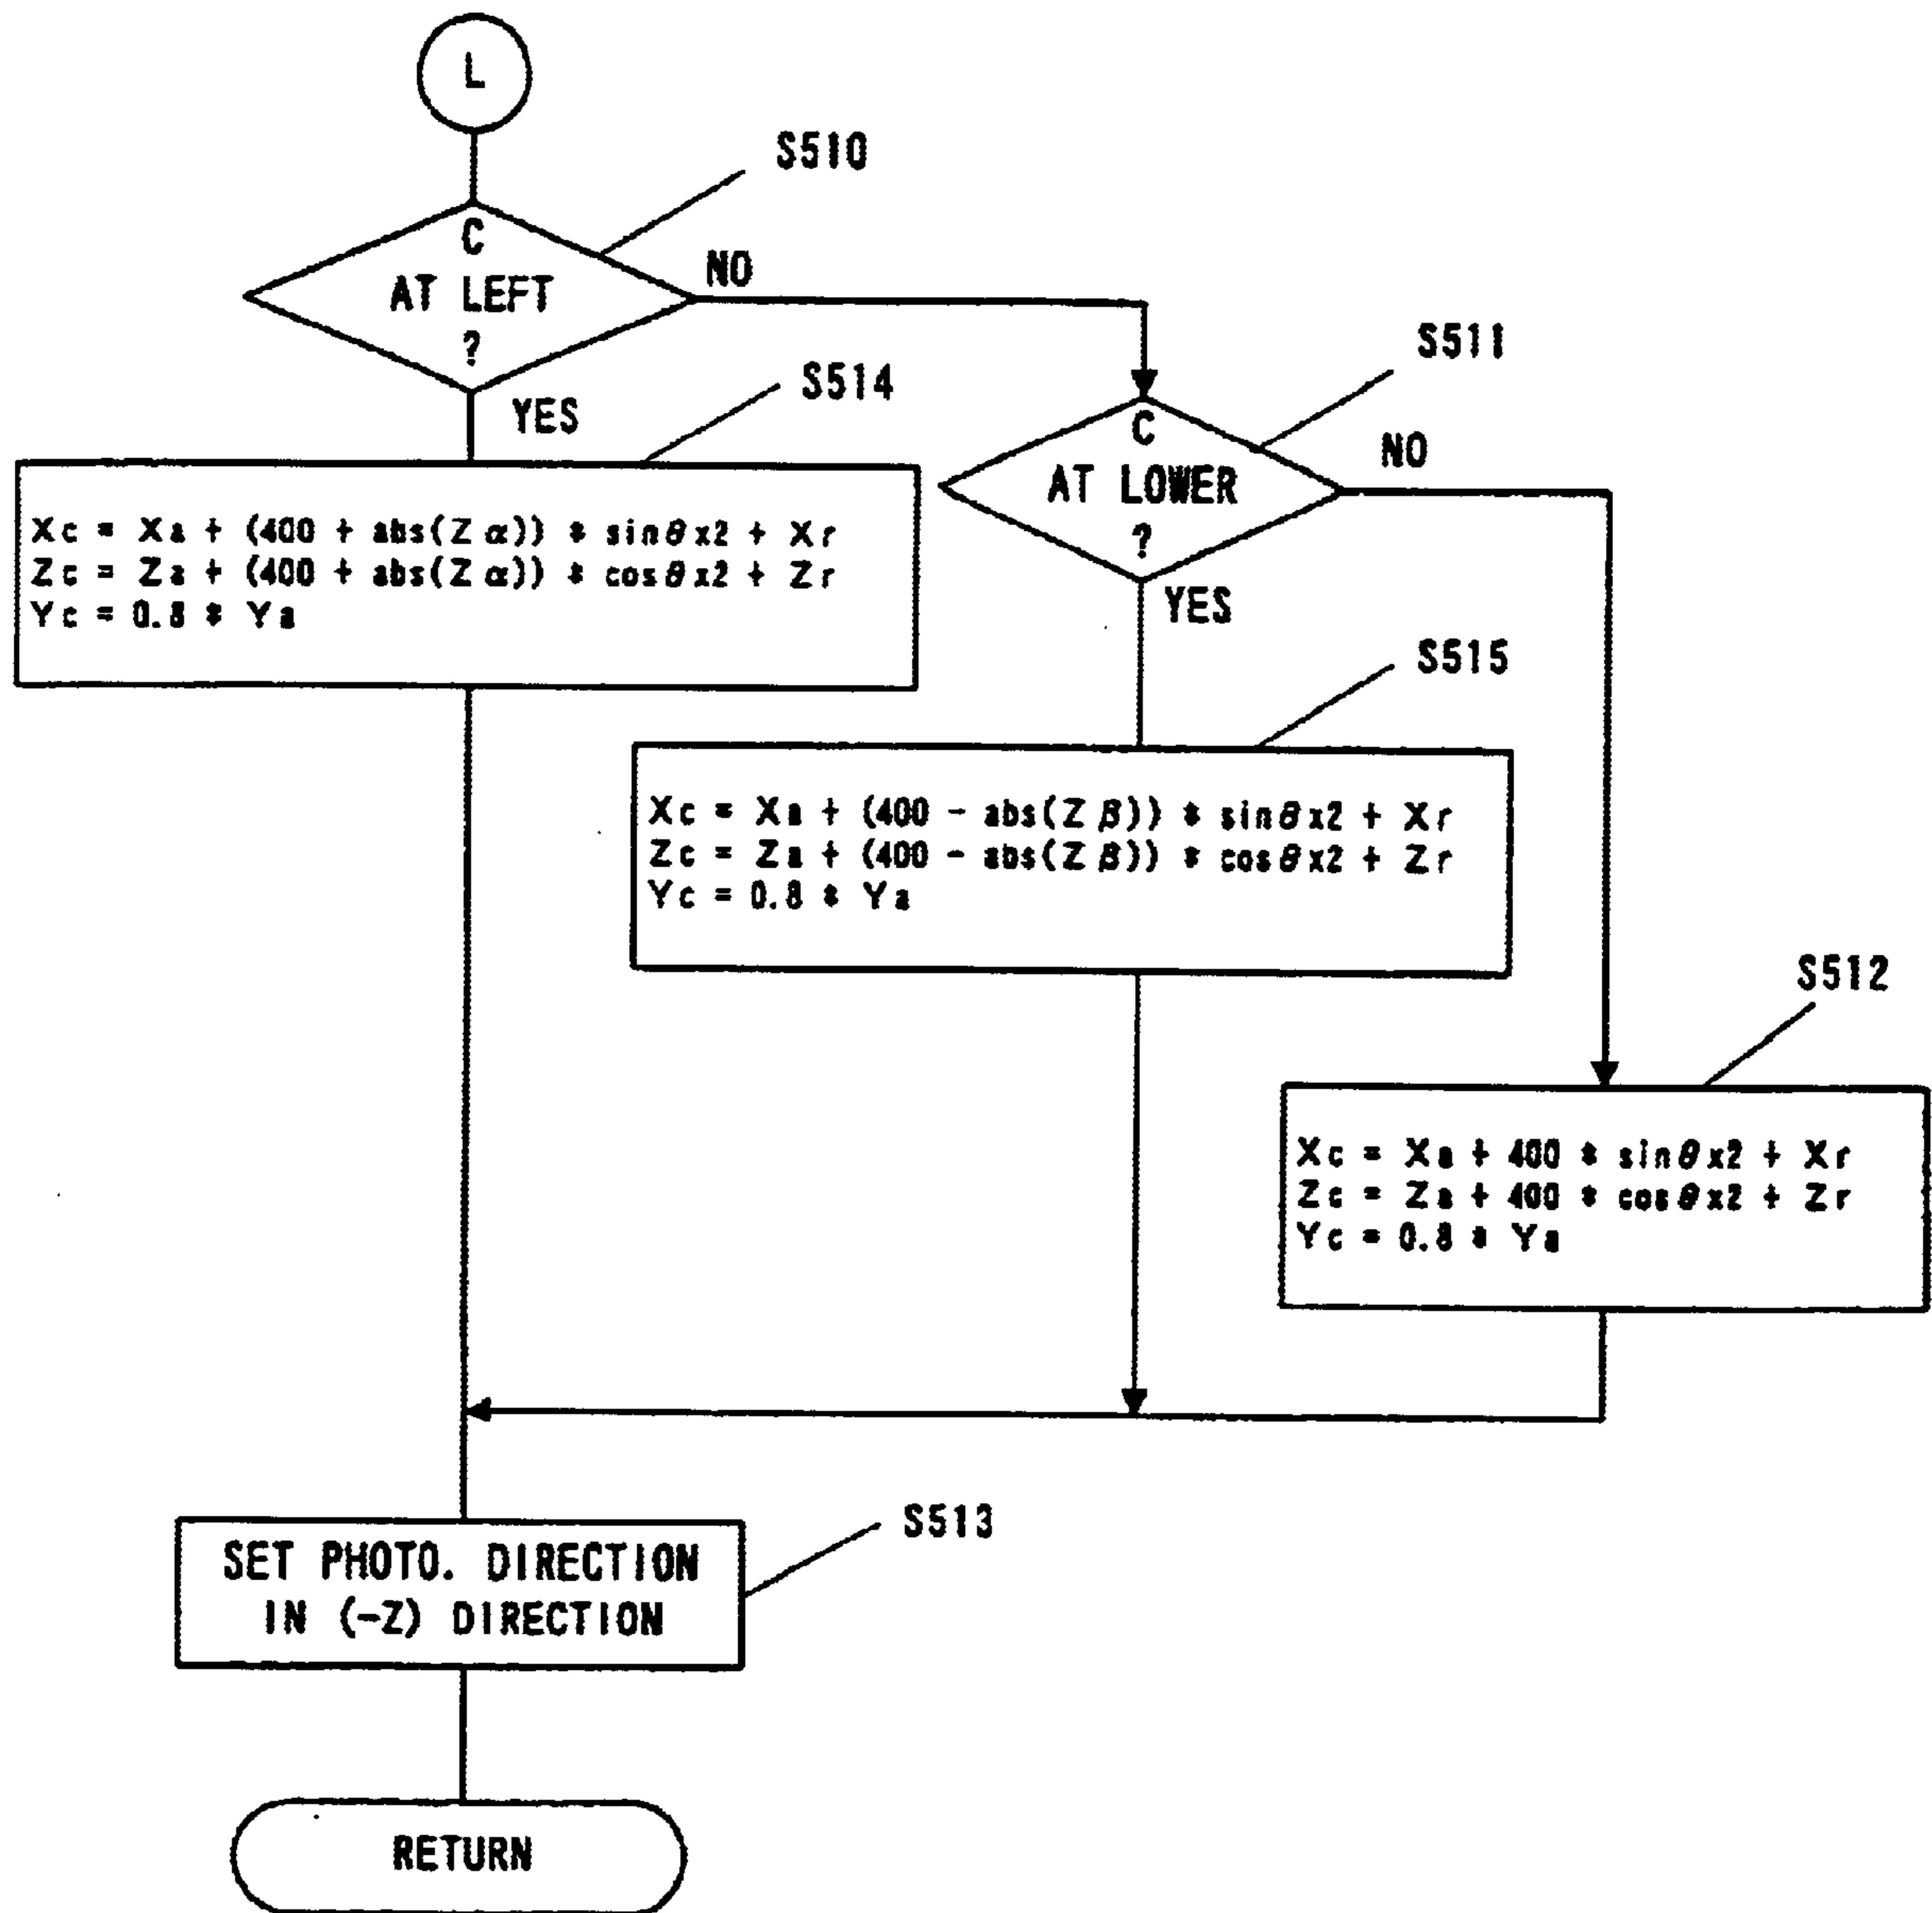 L
S510
C
AT LEFT
?
NO
YES
S511
C
AT LOWER
?
NO
YES
S514
Xc = Xa + (400 + abs(Zα)) * sinθx2 + Xr
Zc = Za + (400 + abs(Zα)) * cosθx2 + Zr
Yc = 0.8 * Ya
S515
Xc = Xa + (400 - abs(Zβ)) * sinθx2 + Xr
Zc = Za + (400 - abs(Zβ)) * cosθx2 + Zr
Yc = 0.8 * Ya
S512
Xc = Xa + 400 * sinθx2 + Xr
Zc = Za + 400 * cosθx2 + Zr
Yc = 0.8 * Ya
S513
SET PHOTO. DIRECTION
IN (-Z) DIRECTION
RETURN